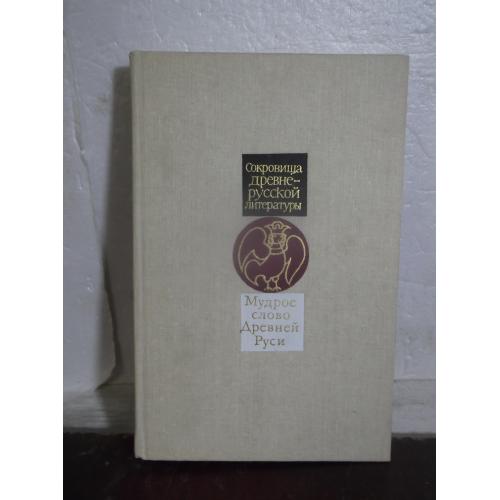 Сокровища
древне-
русской
литературы
Мудрое
слово
Древней
Руси